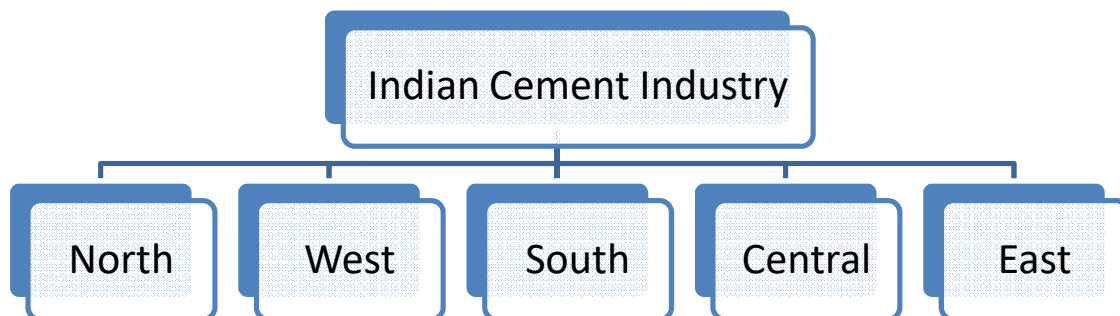 Indian Cement Industry
North
West
South
Central
East